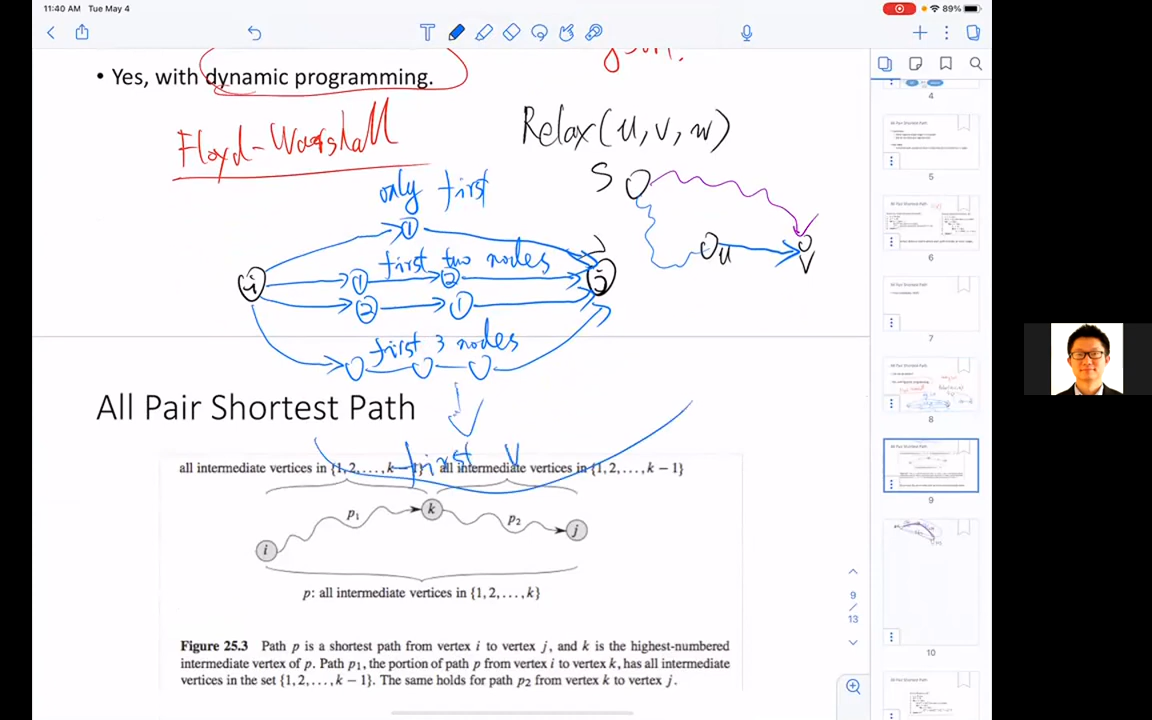 11:40 AM Tue May 4
89%
• Yes, with dynamic programming.
Floyd-Warshall
Relax(u, v, w)
S
u
v
only first
1
first two nodes
i
1
2
j
2
1
first 3 nodes
All Pair Shortest Path
first V
all intermediate vertices in {1, 2, . . . , k
all intermediate vertices in {1, 2, . . . , k − 1}
p1
k
p2
i
j
p: all intermediate vertices in {1, 2, . . . , k}
Figure 25.3 Path p is a shortest path from vertex i to vertex j, and k is the highest-numbered
intermediate vertex of p. Path p1, the portion of path p from vertex i to vertex k, has all intermediate
vertices in the set {1, 2, . . . , k − 1}. The same holds for path p2 from vertex k to vertex j.
4
5
6
7
8
9
10
9
/
13